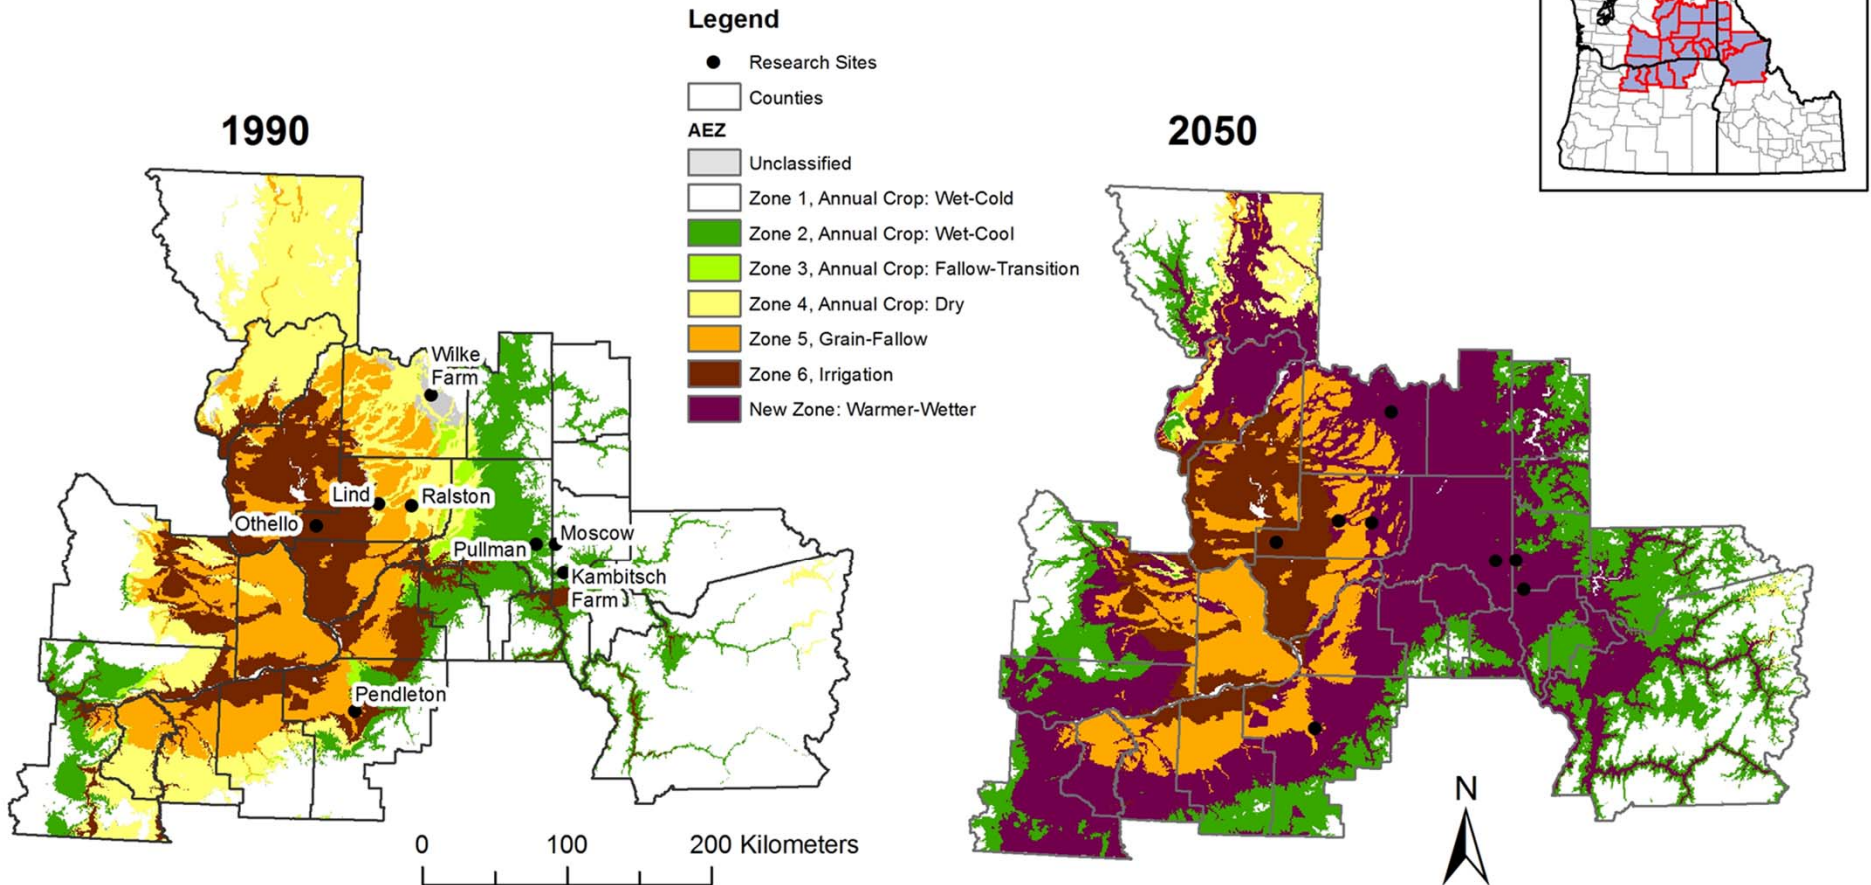 Legend
Research Sites
Counties
AEZ
Unclassified
Zone 1, Annual Crop: Wet-Cold
Zone 2, Annual Crop: Wet-Cool
Zone 3, Annual Crop: Fallow-Transition
Zone 4, Annual Crop: Dry
Zone 5, Grain-Fallow
Zone 6, Irrigation
New Zone: Warmer-Wetter
1990
Wilke
Farm
Lind
Ralston
Othello
Pullman
Moscow
Kambitsch
Farm
Pendleton
0 100 200 Kilometers
2050
N